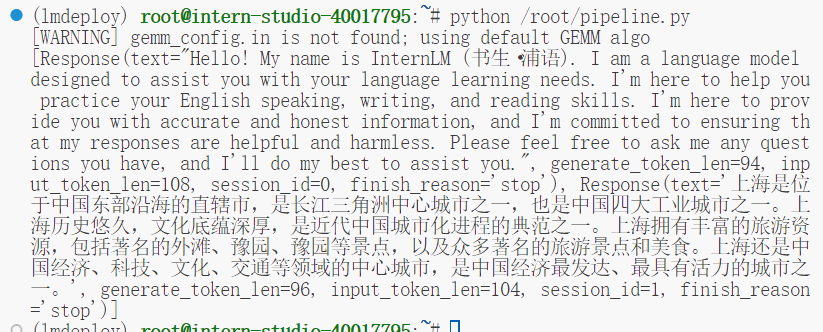 (lmdeploy) root@intern-studio-40017795:~# python /root/pipeline.py
[WARNING] gemm_config.in is not found; using default GEMM algo
[Response(text="Hello! My name is InternLM (书生·浦语). I am a language model
designed to assist you with your language learning needs. I'm here to help you
practice your English speaking, writing, and reading skills. I'm here to prov
ide you with accurate and honest information, and I'm committed to ensuring th
at my responses are helpful and harmless. Please feel free to ask me any quest
ions you have, and I'll do my best to assist you.", generate_token_len=94, inp
ut_token_len=108, session_id=0, finish_reason='stop'), Response(text='上海是位
于中国东部沿海的直辖市，是长江三角洲中心城市之一，也是中国四大工业城市之一。上
海历史悠久，文化底蕴深厚，是近代中国城市化进程的典范之一。上海拥有丰富的旅游资
源，包括著名的外滩、豫园、豫园等景点，以及众多著名的旅游景点和美食。上海还是中
国经济、科技、文化、交通等领域的中心城市，是中国经济最发达、最具有活力的城市之
一。', generate_token_len=96, input_token_len=104, session_id=1, finish_reason
='stop')]
(lmdeploy) root@intern-studio-40017795:~#